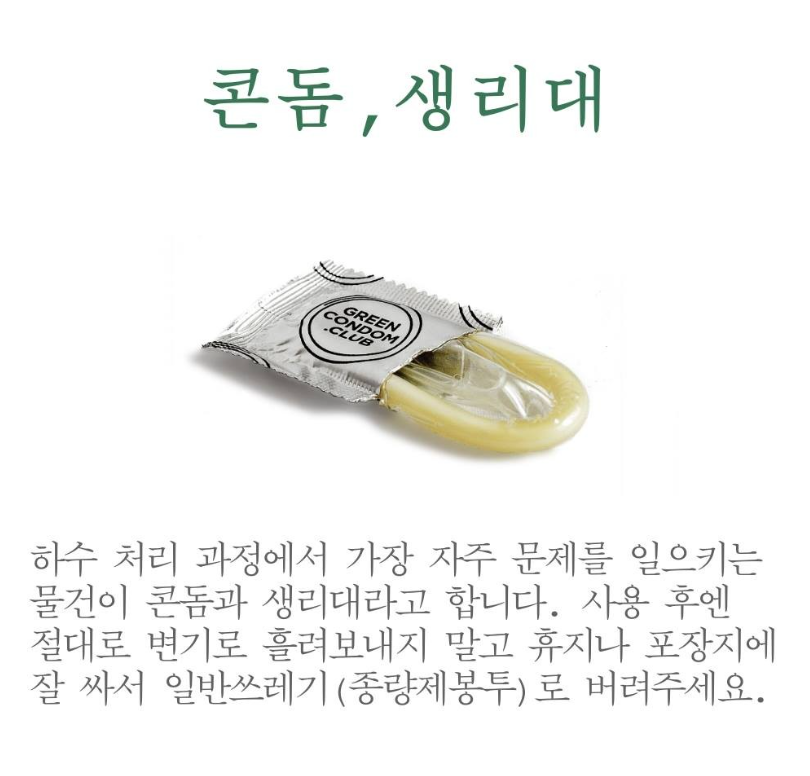 콘돔,생리대
GREEN
CONDOM
.CLUB
하수 처리 과정에서 가장 자주 문제를 일으키는
물건이 콘돔과 생리대라고 합니다. 사용 후엔
절대로 변기로 흘려보내지 말고 휴지나 포장지에
잘 싸서 일반쓰레기(종량제봉투)로 버려주세요.